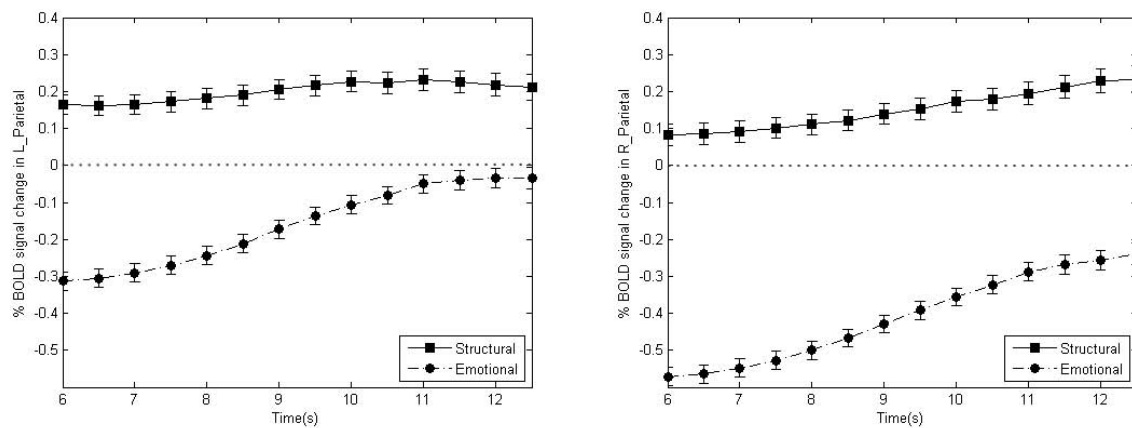 % BOLD signal change in L_Parietal
0.4
0.3
0.2
0.1
0
-0.1
-0.2
-0.3
-0.4
-0.5
6 7 8 9 10 11 12
Time(s)
Structural
Emotional
% BOLD signal change in R_Parietal
0.4
0.3
0.2
0.1
0
-0.1
-0.2
-0.3
-0.4
-0.5
6 7 8 9 10 11 12
Time(s)
Structural
Emotional